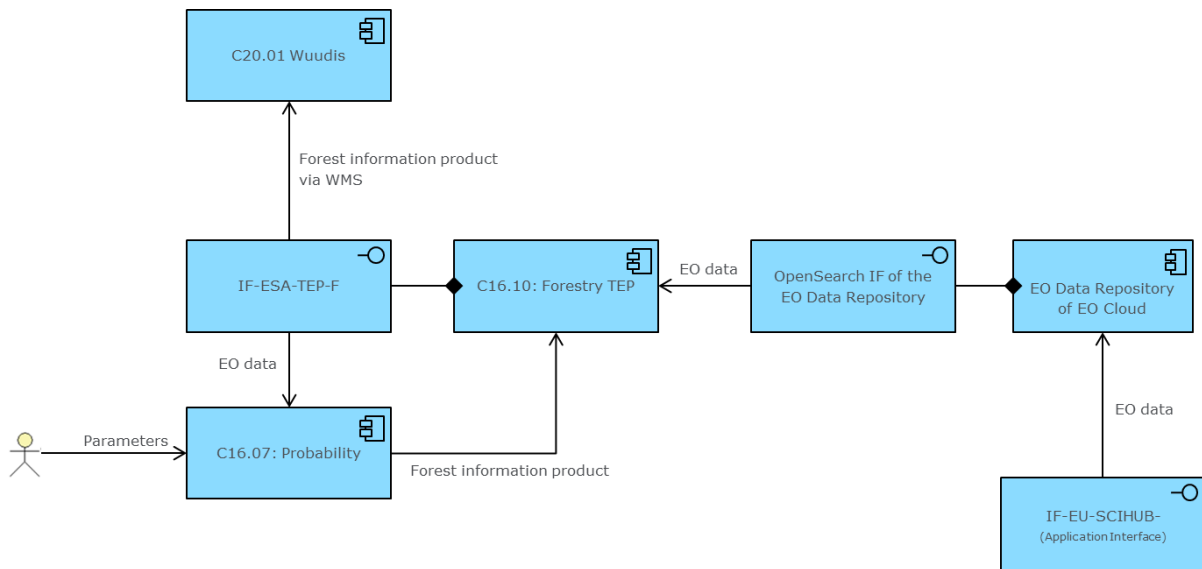 C20.01 Wuudis
Forest information product
via WMS
IF-ESA-TEP-F
C16.10: Forestry TEP
EO data
OpenSearch IF of the
EO Data Repository
EO Data Repository
of EO Cloud
EO data
EO data
Parameters
C16.07: Probability
Forest information product
IF-EU-SCIHUB-
(Application Interface)